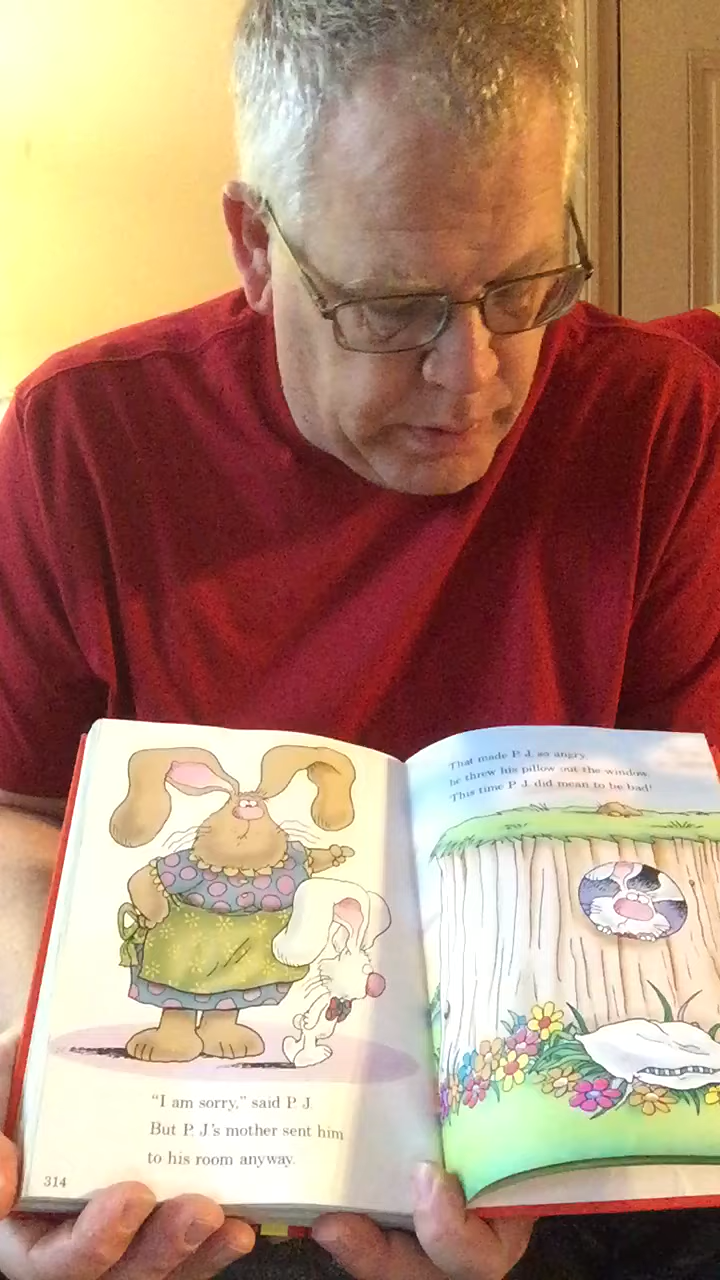 "I am sorry," said P. J.
But P. J.'s mother sent him
to his room anyway.
314
That made P. J. so angry
he threw his pillow out the window.
This time P. J. did mean to be bad!